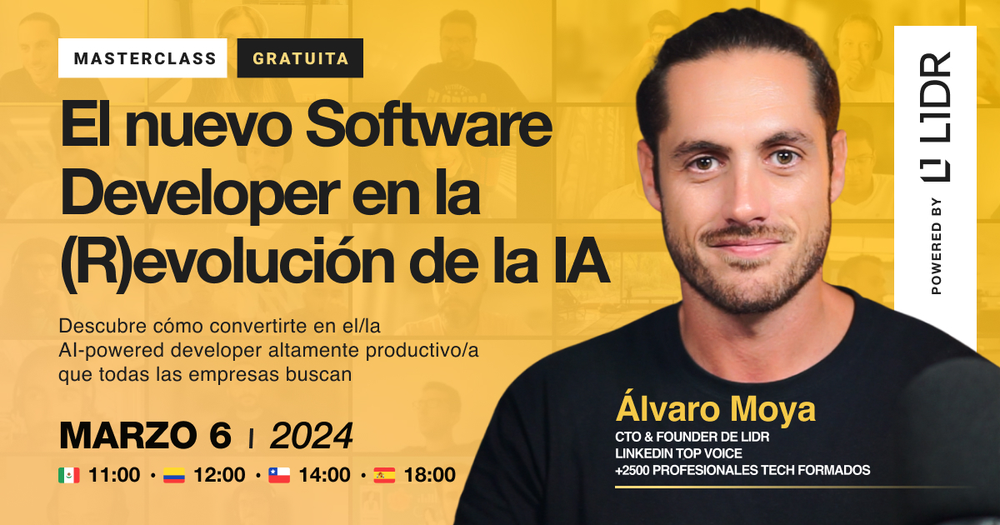 MASTERCLASS GRATUITA
El nuevo Software
Developer en la
(R)evolución de la IA
Descubre cómo convertirte en el/la
AI-powered developer altamente productivo/a
que todas las empresas buscan
MARZO 6 | 2024
11:00 • 12:00 • 14:00 • 18:00
Álvaro Moya
CTO & FOUNDER DE LIDR
LINKEDIN TOP VOICE
+2500 PROFESIONALES TECH FORMADOS
POWERED BY LIDR